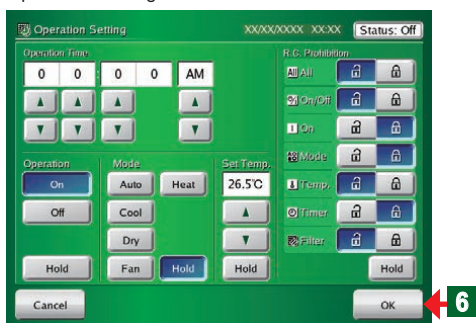 Operation Setting XX/XX/XXXX XX:XX Status: Off
Operation Time
0 0 : 0 0 AM
R.C. Prohibition
All All
On/Off
On
Mode
Temp.
Timer
Filter
Hold
Operation
On
Off
Hold
Mode
Auto Heat
Cool
Dry
Fan Hold
Set Temp.
26.5°C
Hold
Cancel
OK
6